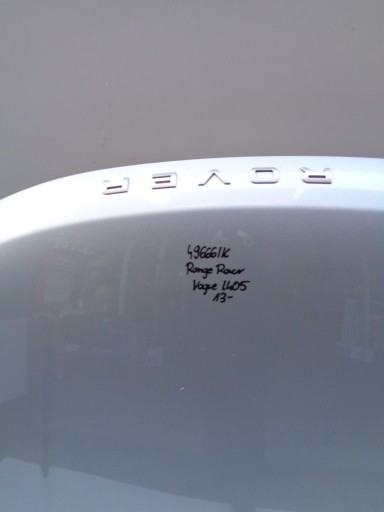 ROVER
496661K
Range Rover
Vogue L405
13-